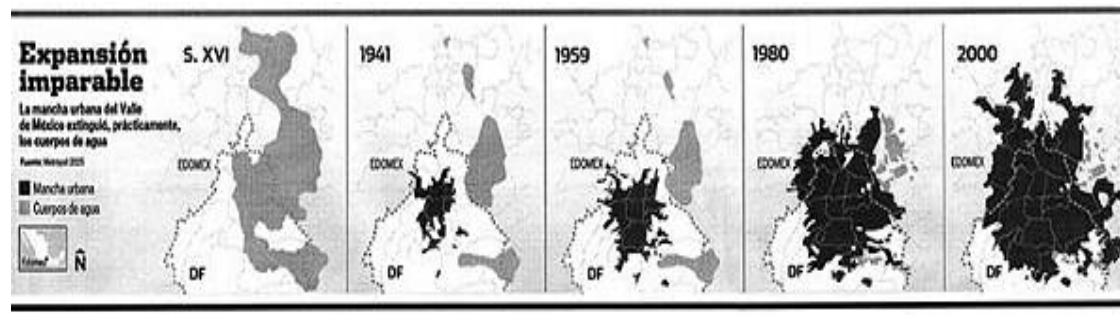 Expansión
imparable
La mancha urbana del Valle
de México extinguió, prácticamente,
los cuerpos de agua
Mancha urbana
Cuerpos de agua
N
S. XVI
EDOMEX
DF
1941
EDOMEX
DF
1959
EDOMEX
DF
1980
EDOMEX
DF
2000
EDOMEX
DF